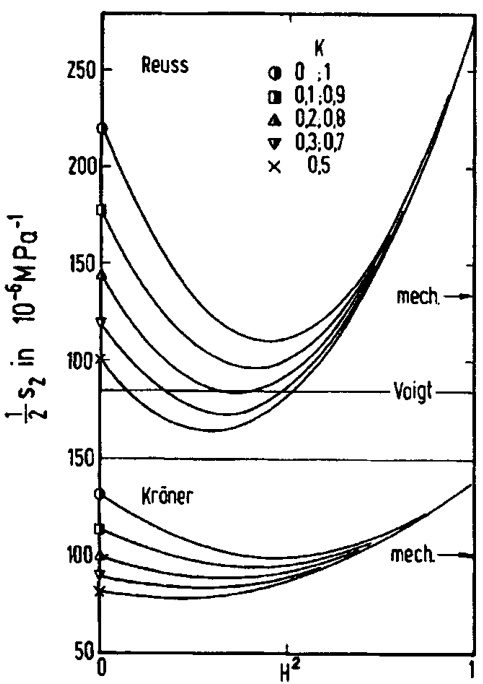 250
200
150
100
150
100
50
½ s₂ in 10⁻⁶ MPa⁻¹
Reuss
K
0 ; 1
0,1;0,9
0,2;0,8
0,3;0,7
0,5
mech.
Voigt
Kröner
mech.
0
H²
1